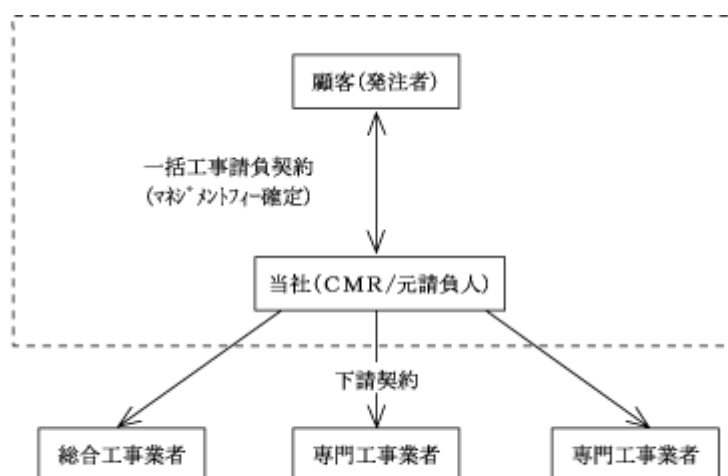 顧客(発注者)
一括工事請負契約
(ﾏﾈｼﾞﾒﾝﾄﾌィー確定)
当社(CMR/元請負人)
下請契約
総合工事業者
専門工事業者
専門工事業者